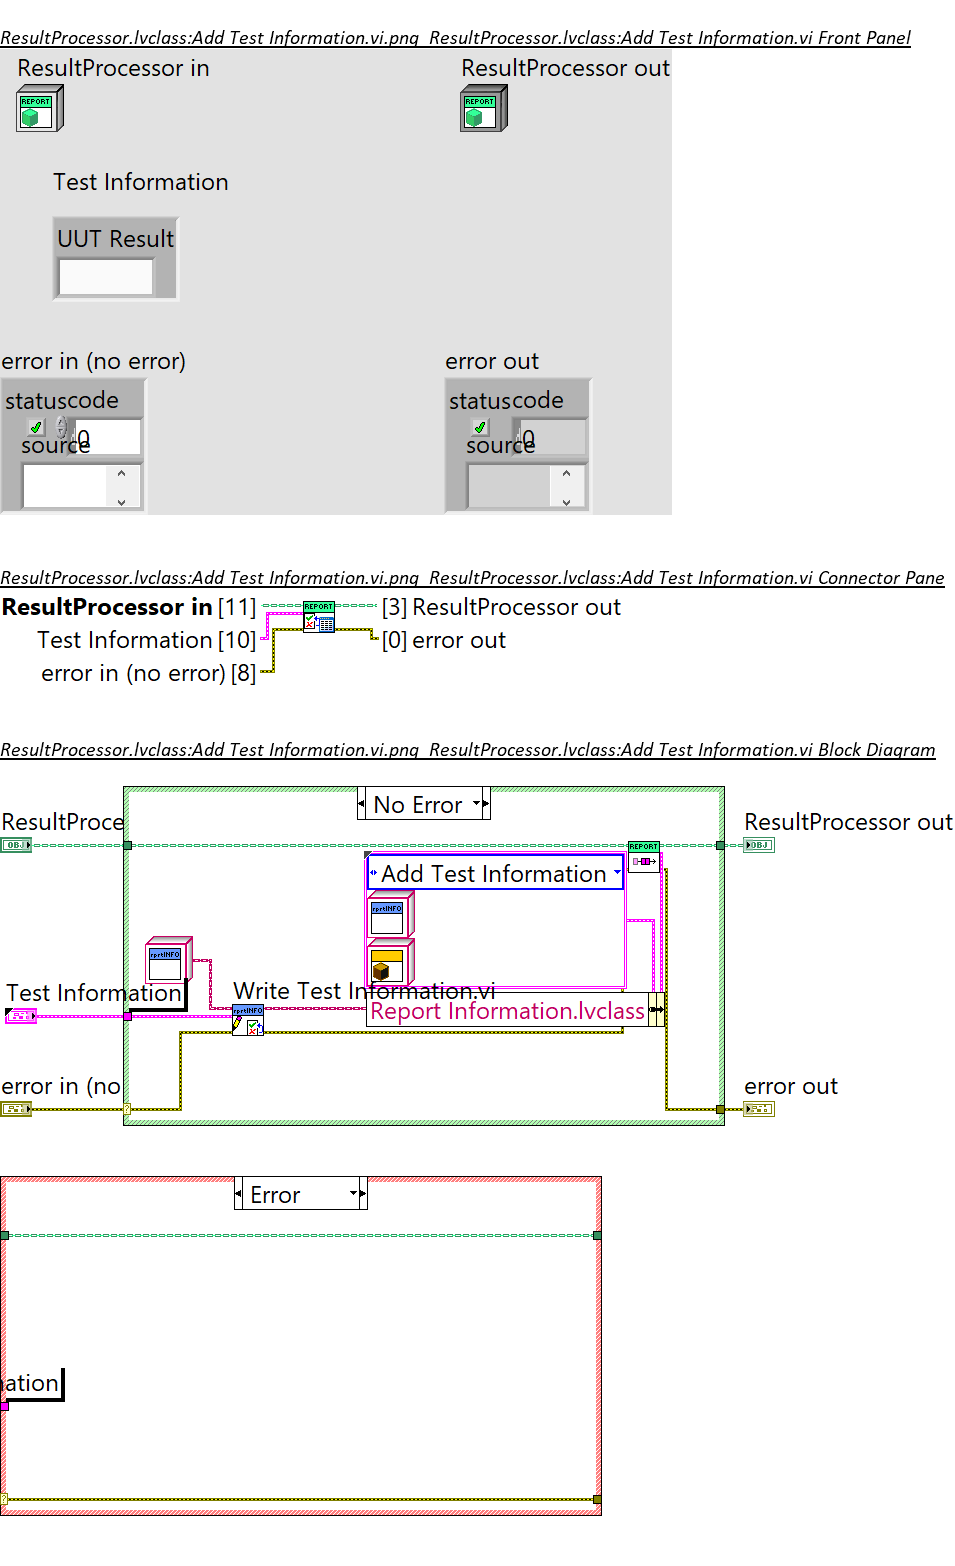 ResultProcessor.lvclass:Add Test Information.vi.png ResultProcessor.lvclass:Add Test Information.vi Front Panel
ResultProcessor in
ResultProcessor out
REPORT
REPORT
Test Information
UUT Result
error in (no error)
error out
status code
status code
0
0
source
source
ResultProcessor.lvclass:Add Test Information.vi.png ResultProcessor.lvclass:Add Test Information.vi Connector Pane
ResultProcessor in [11]
REPORT
[3] ResultProcessor out
Test Information [10]
[0] error out
error in (no error) [8]
ResultProcessor.lvclass:Add Test Information.vi.png ResultProcessor.lvclass:Add Test Information.vi Block Diagram
No Error
ResultProce
ResultProcessor out
OBJ
REPORT
OBJ
Add Test Information
rprtINFO
rprtINFO
Test Information
Write Test Information.vi
rprtINFO
Report Information.lvclass
error in (no
?
error out
Error
ation
?